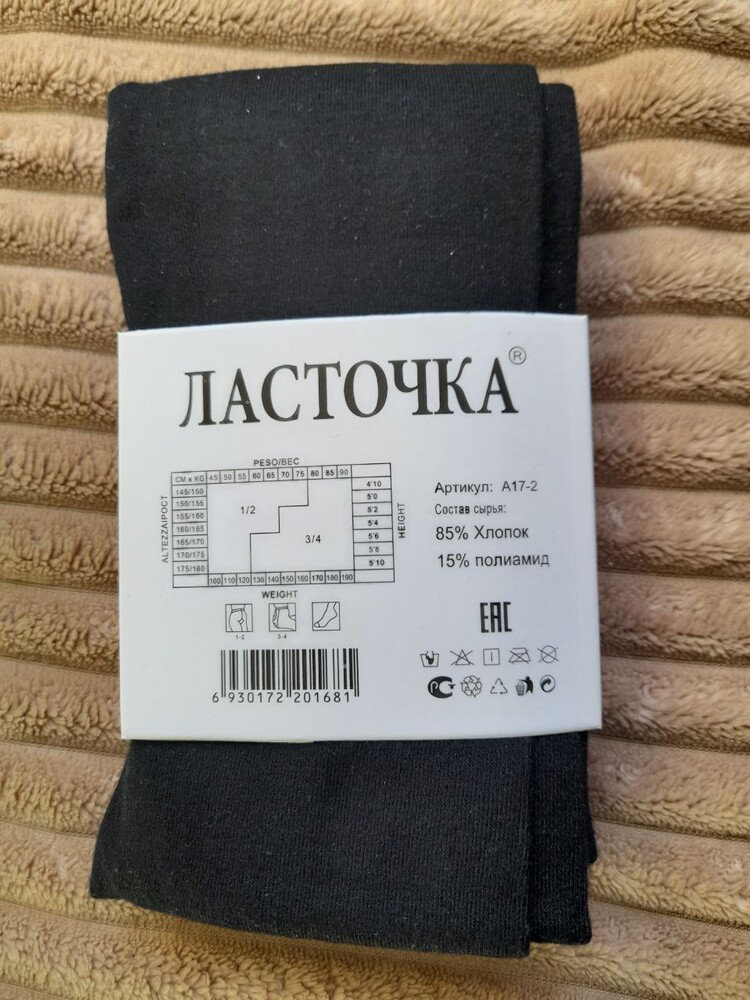 ЛАСТОЧКА®
PESO/BEC
CM x KG 45 50 55 60 65 70 75 80 85 90
145/150 4'10
150/155 5'0
155/160 1/2 5'2
160/165 5'4
165/170 3/4 5'6
170/175 5'8
175/180 5'10
100 110 120 130 140 150 160 170 180 190
ALTEZZA/РОСТ
HEIGHT
WEIGHT
1-2 3-4
6 930172 201681
Артикул: А17-2
Состав сырья:
85% Хлопок
15% полиамид
EAC